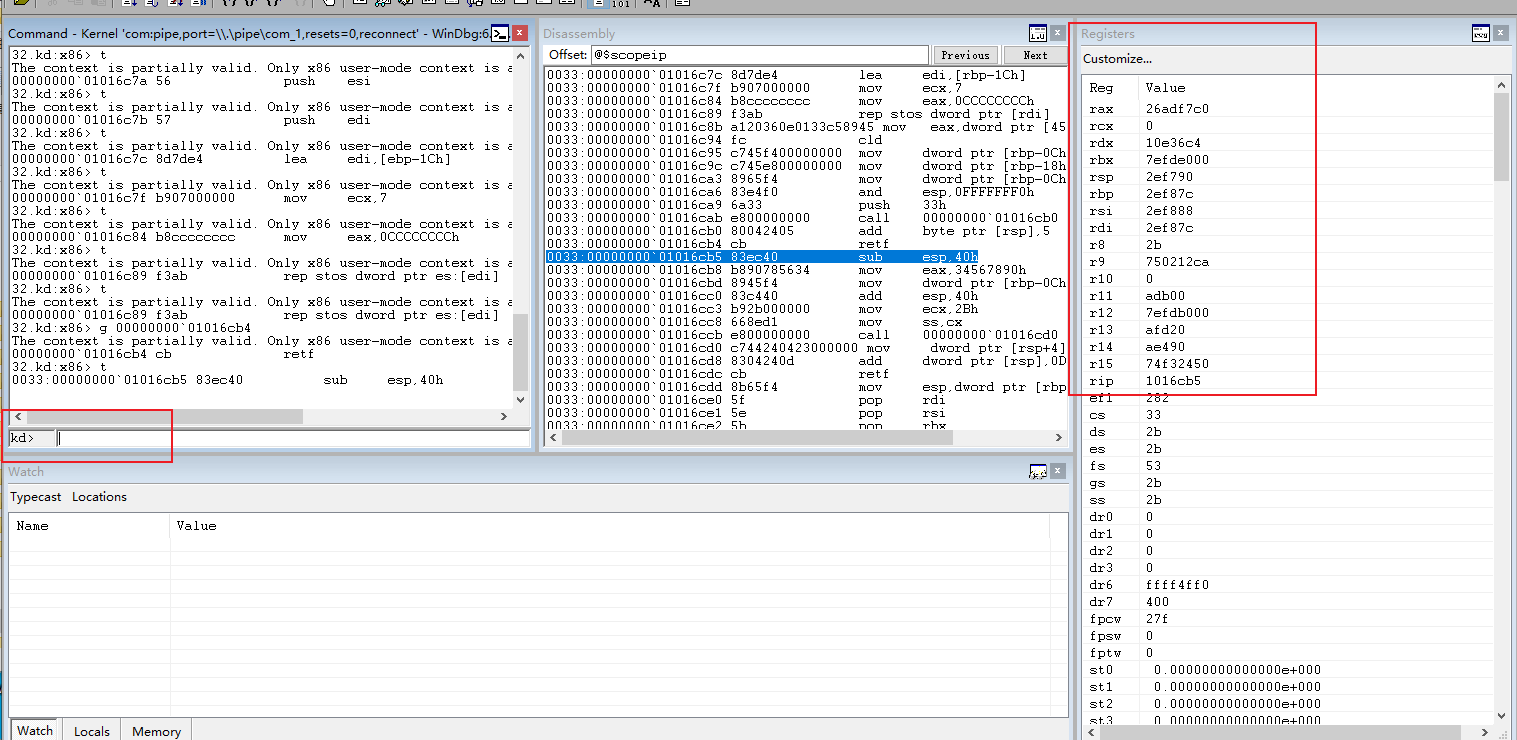 Command - Kernel 'com:pipe,port=\\.\pipe\com_1,resets=0,reconnect' - WinDbg:6
32.kd:x86> t
The context is partially valid. Only x86 user-mode context is a
00000000`01016c7a 56 push esi
32.kd:x86> t
The context is partially valid. Only x86 user-mode context is a
00000000`01016c7b 57 push edi
32.kd:x86> t
The context is partially valid. Only x86 user-mode context is a
00000000`01016c7c 8d7de4 lea edi,[ebp-1Ch]
32.kd:x86> t
The context is partially valid. Only x86 user-mode context is a
00000000`01016c7f b907000000 mov ecx,7
32.kd:x86> t
The context is partially valid. Only x86 user-mode context is a
00000000`01016c84 b8cccccccc mov eax,0CCCCCCCCh
32.kd:x86> t
The context is partially valid. Only x86 user-mode context is a
00000000`01016c89 f3ab rep stos dword ptr es:[edi]
32.kd:x86> t
The context is partially valid. Only x86 user-mode context is a
00000000`01016c89 f3ab rep stos dword ptr es:[edi]
32.kd:x86> g 00000000`01016cb4
The context is partially valid. Only x86 user-mode context is a
00000000`01016cb4 cb retf
32.kd:x86> t
0033:00000000`01016cb5 83ec40 sub esp,40h
kd>
Disassembly
Offset: @$scopeip Previous Next
0033:00000000`01016c7c 8d7de4 lea edi,[rbp-1Ch]
0033:00000000`01016c7f b907000000 mov ecx,7
0033:00000000`01016c84 b8cccccccc mov eax,0CCCCCCCCh
0033:00000000`01016c89 f3ab rep stos dword ptr [rdi]
0033:00000000`01016c8b a120360e0133c58945 mov eax,dword ptr [45
0033:00000000`01016c94 fc cld
0033:00000000`01016c95 c745f400000000 mov dword ptr [rbp-0Ch
0033:00000000`01016c9c c745e800000000 mov dword ptr [rbp-18h
0033:00000000`01016ca3 8965f4 mov dword ptr [rbp-0Ch
0033:00000000`01016ca6 83e4f0 and esp,0FFFFFFF0h
0033:00000000`01016ca9 6a33 push 33h
0033:00000000`01016cab e800000000 call 00000000`01016cb0
0033:00000000`01016cb0 80042405 add byte ptr [rsp],5
0033:00000000`01016cb4 cb retf
0033:00000000`01016cb5 83ec40 sub esp,40h
0033:00000000`01016cb8 b890785634 mov eax,34567890h
0033:00000000`01016cbd 8945f4 mov dword ptr [rbp-0Ch
0033:00000000`01016cc0 83c440 add esp,40h
0033:00000000`01016cc3 b92b000000 mov ecx,2Bh
0033:00000000`01016cc8 668ed1 mov ss,cx
0033:00000000`01016ccb e800000000 call 00000000`01016cd0
0033:00000000`01016cd0 c744240423000000 mov dword ptr [rsp+4]
0033:00000000`01016cd8 8304240d add dword ptr [rsp],0D
0033:00000000`01016cdc cb retf
0033:00000000`01016cdd 8b65f4 mov esp,dword ptr [rbp
0033:00000000`01016ce0 5f pop rdi
0033:00000000`01016ce1 5e pop rsi
0033:00000000`01016ce2 5b pop rbx
Registers
Customize...
Reg Value
rax 26adf7c0
rcx 0
rdx 10e36c4
rbx 7efde000
rsp 2ef790
rbp 2ef87c
rsi 2ef888
rdi 2ef87c
r8 2b
r9 750212ca
r10 0
r11 adb00
r12 7efdb000
r13 afd20
r14 ae490
r15 74f32450
rip 1016cb5
efl 282
cs 33
ds 2b
es 2b
fs 53
gs 2b
ss 2b
dr0 0
dr1 0
dr2 0
dr3 0
dr6 ffff4ff0
dr7 400
fpcw 27f
fpsw 0
fptw 0
st0 0.00000000000000e+000
st1 0.00000000000000e+000
st2 0.00000000000000e+000
st3 0.00000000000000e+000
Watch
Typecast Locations
Name Value
Watch Locals Memory